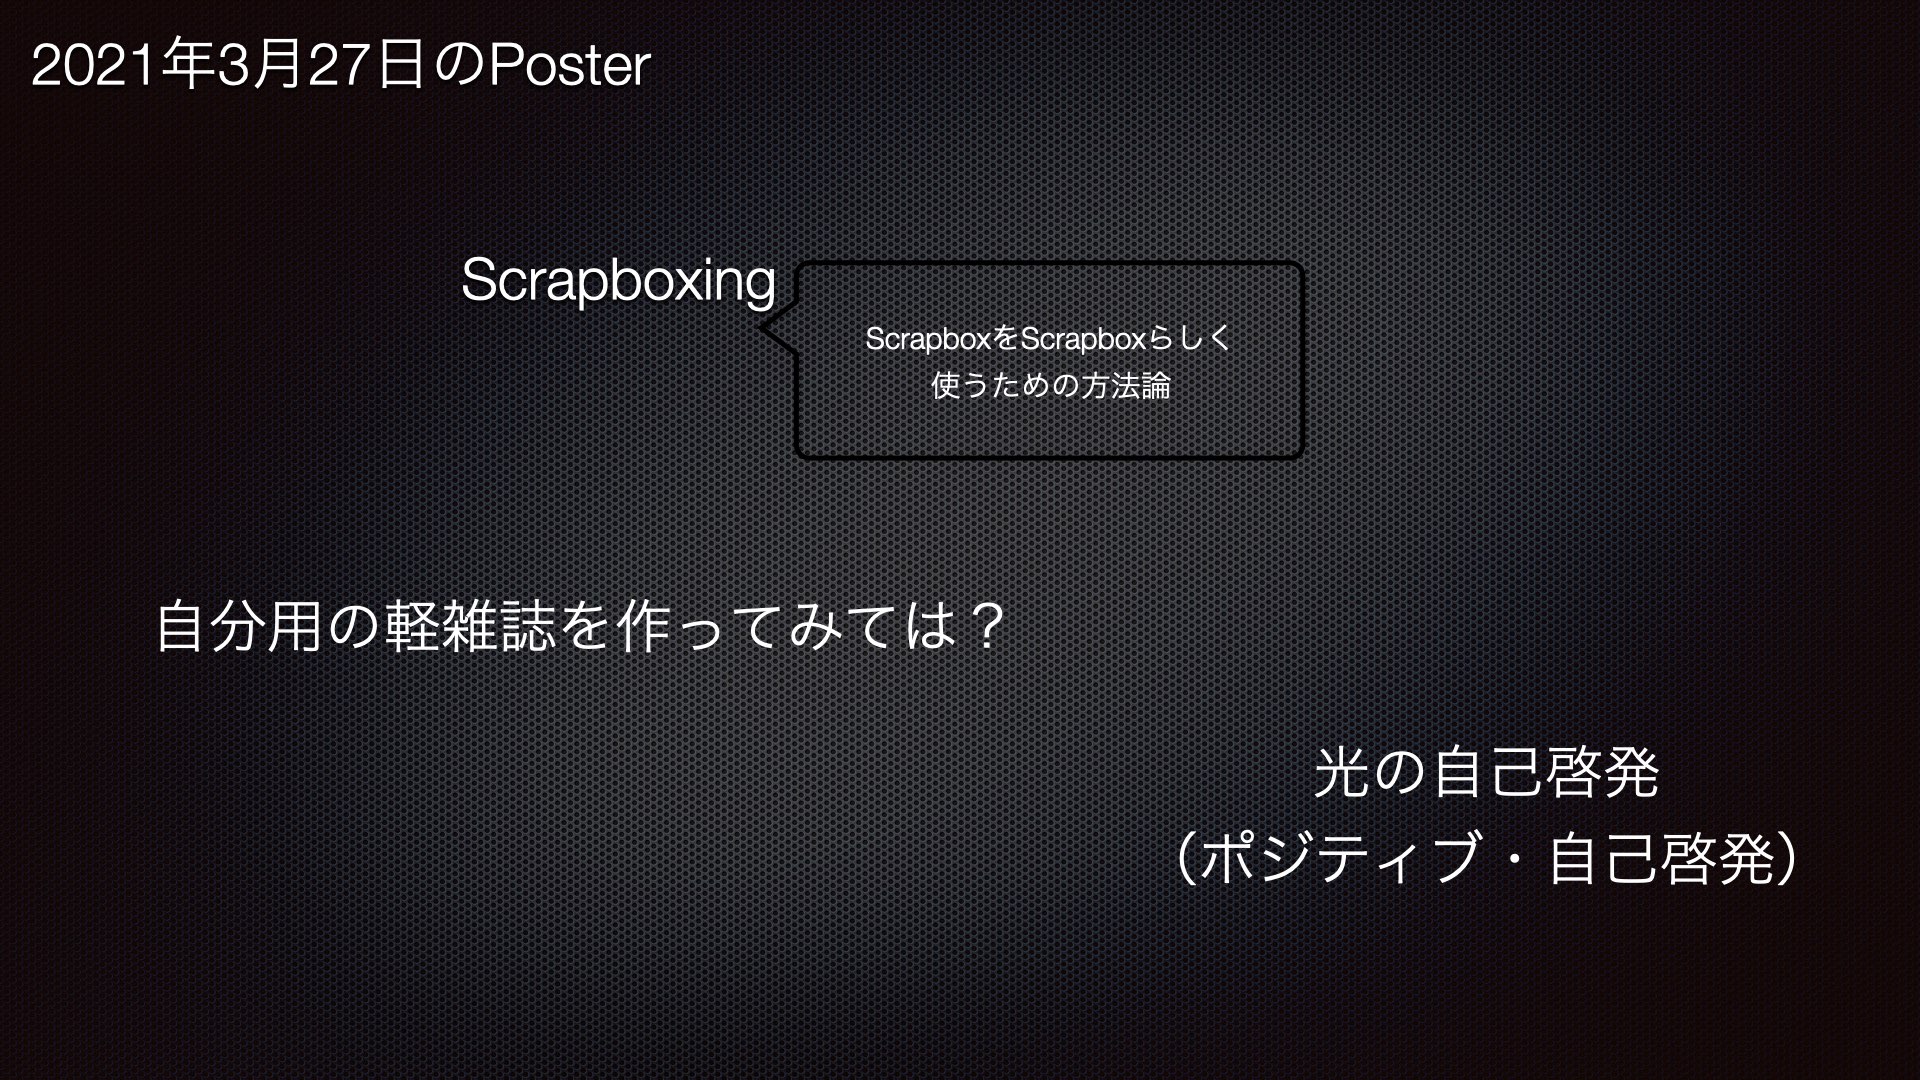 2021年3月27日のPoster
Scrapboxing
ScrapboxをScrapboxらしく
使うための方法論
自分用の軽雑誌を作ってみては？
光の自己啓発
（ポジティブ・自己啓発）